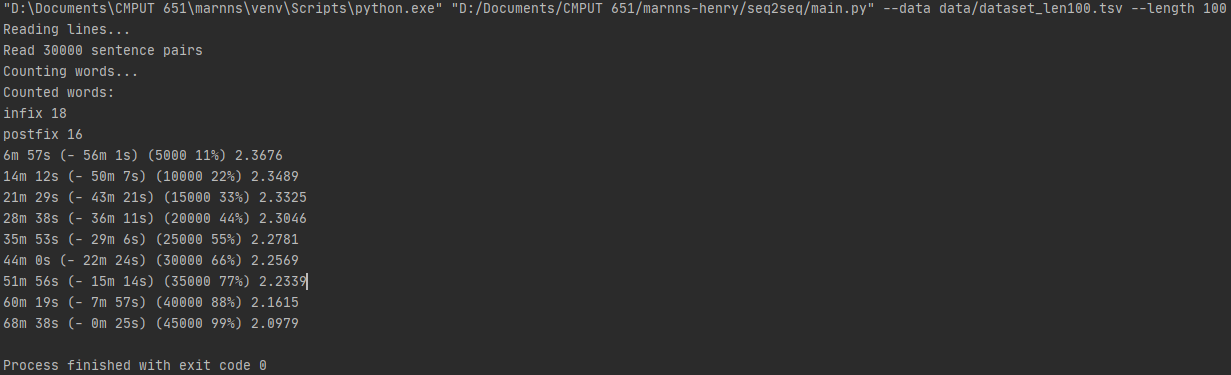 "D:\Documents\CMPUT 651\marnns\venv\Scripts\python.exe" "D:/Documents/CMPUT 651/marnns-henry/seq2seq/main.py" --data data/dataset_len100.tsv --length 100
Reading lines...
Read 30000 sentence pairs
Counting words...
Counted words:
infix 18
postfix 16
6m 57s (- 56m 1s) (5000 11%) 2.3676
14m 12s (- 50m 7s) (10000 22%) 2.3489
21m 29s (- 43m 21s) (15000 33%) 2.3325
28m 38s (- 36m 11s) (20000 44%) 2.3046
35m 53s (- 29m 6s) (25000 55%) 2.2781
44m 0s (- 22m 24s) (30000 66%) 2.2569
51m 56s (- 15m 14s) (35000 77%) 2.2339
60m 19s (- 7m 57s) (40000 88%) 2.1615
68m 38s (- 0m 25s) (45000 99%) 2.0979
Process finished with exit code 0